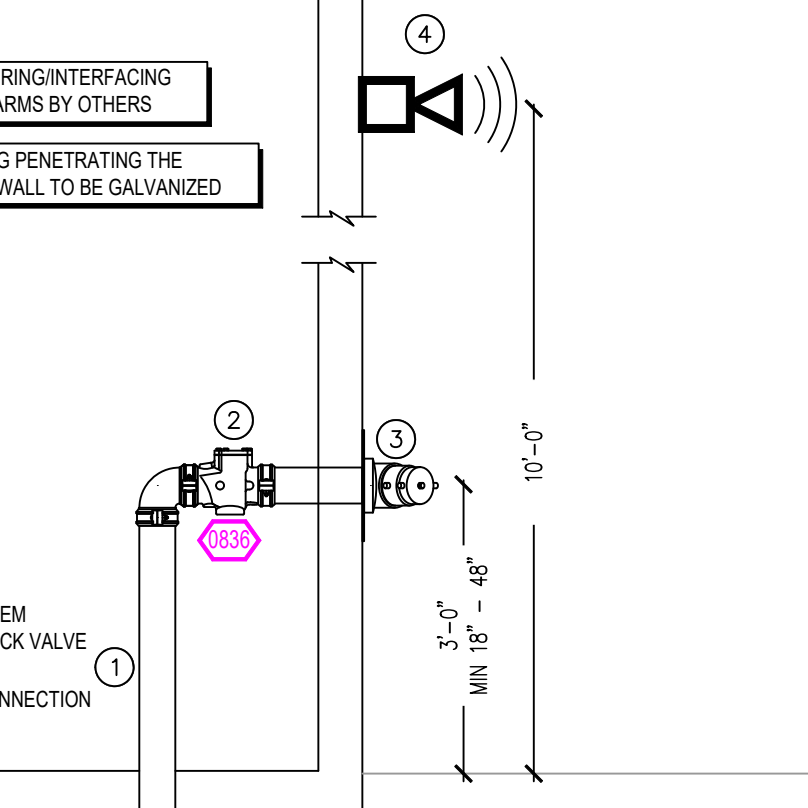 4
RING/INTERFACING
ARMS BY OTHERS
G PENETRATING THE
WALL TO BE GALVANIZED
2
3
10'-0"
0836
3'-0"
MIN 18" - 48"
EM
CK VALVE
1
NNECTION